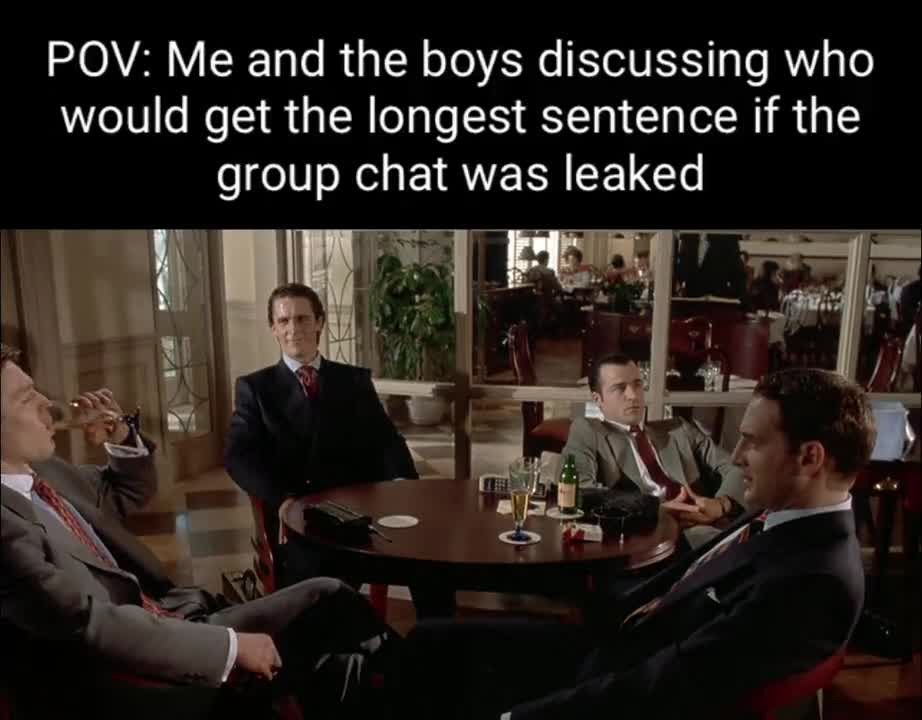 POV: Me and the boys discussing who
would get the longest sentence if the
group chat was leaked